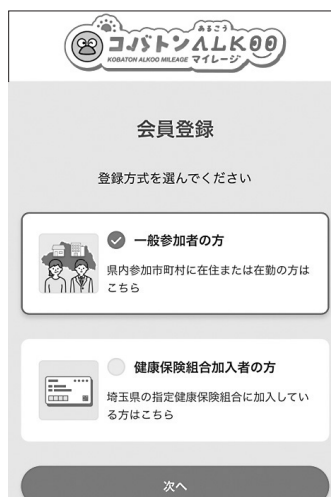 あるこう
コバトンALKOO
KOBATON ALKOO MILEAGE マイレージ
会員登録
登録方式を選んでください
一般参加者の方
県内参加市町村に在住または在勤の方は
こちら
健康保険組合加入者の方
埼玉県の指定健康保険組合に加入してい
る方はこちら
次へ